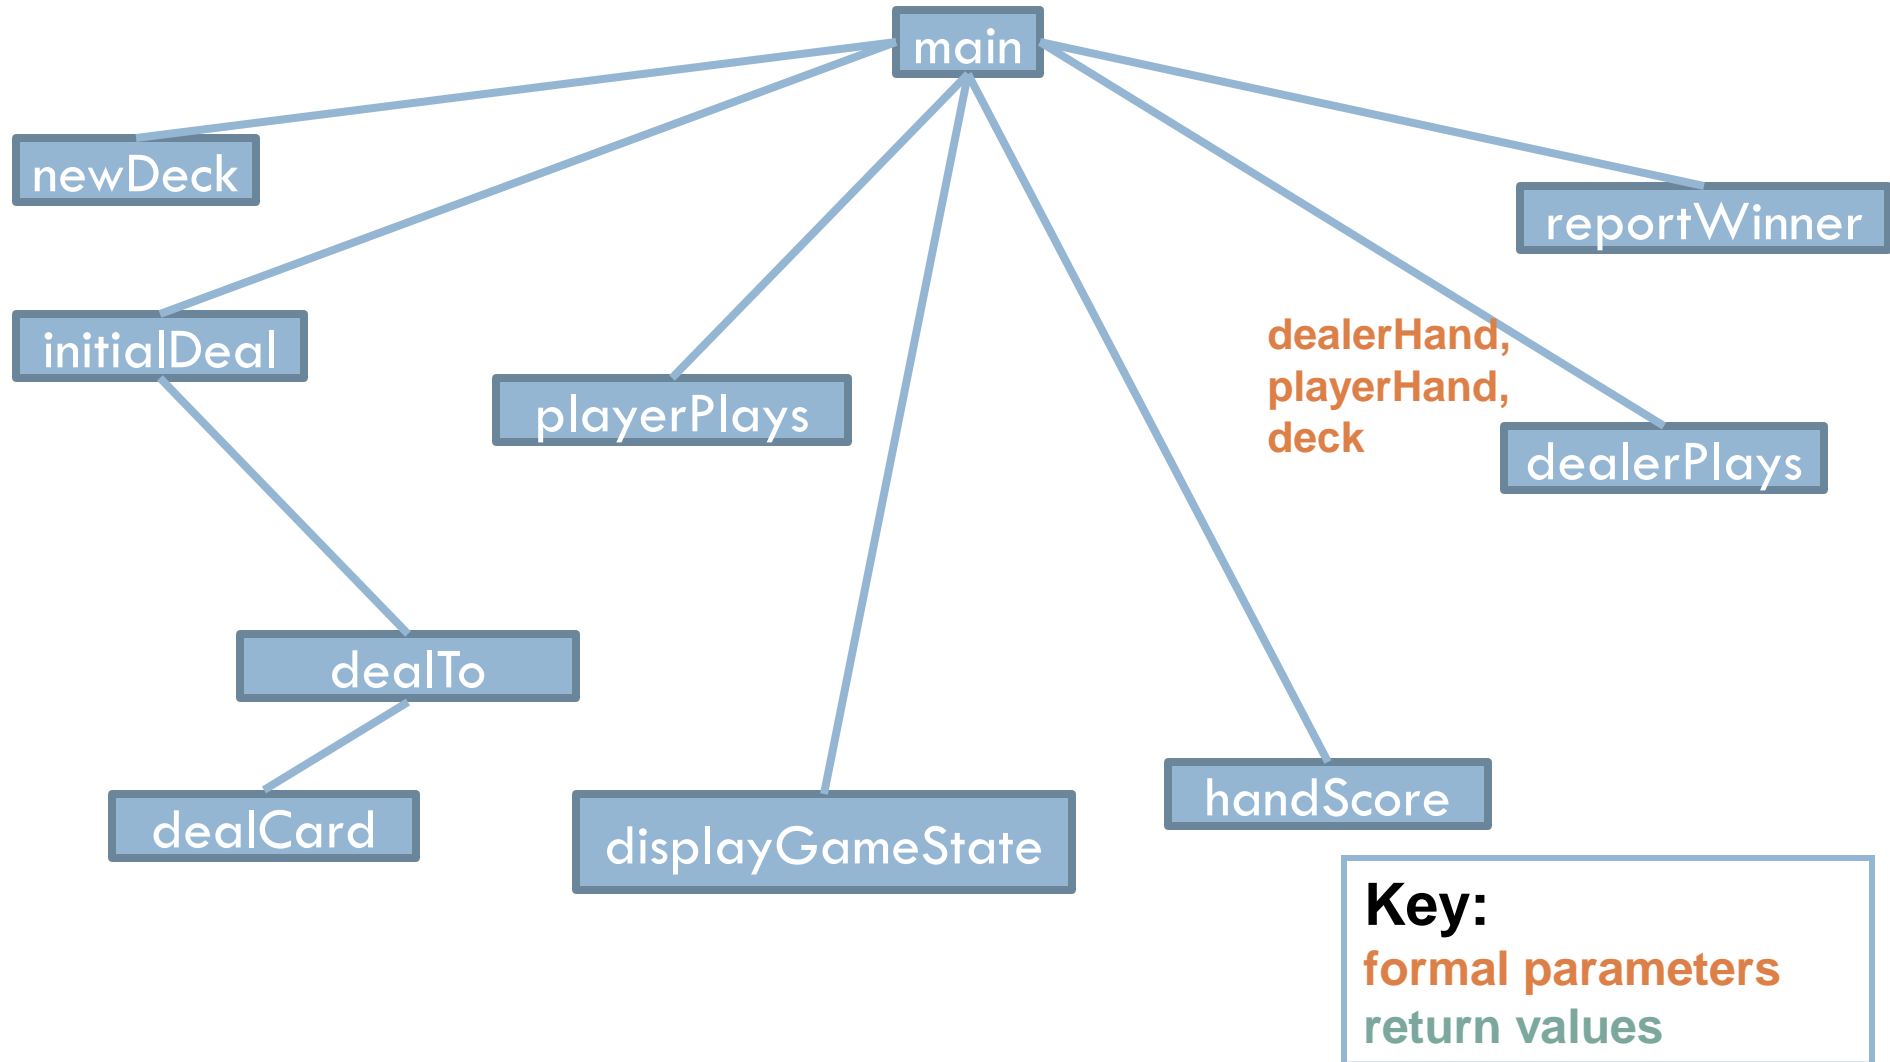 main
newDeck
reportWinner
initialDeal
dealerHand,
playerHand,
deck
playerPlays
dealerPlays
dealTo
dealCard
displayGameState
handScore
Key:
formal parameters
return values